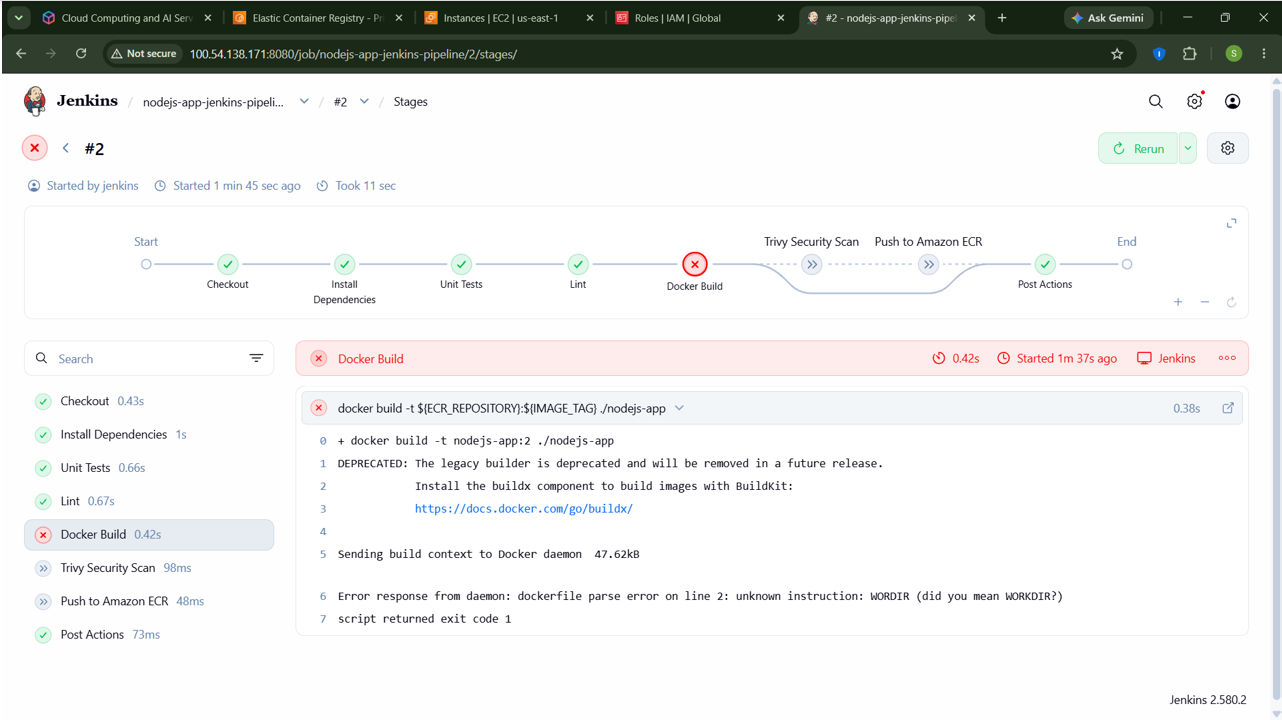 Cloud Computing and AI Serv
Elastic Container Registry - Pri
Instances | EC2 | us-east-1
Roles | IAM | Global
#2 - nodejs-app-jenkins-pipel
Ask Gemini
Not secure
100.54.138.171:8080/job/nodejs-app-jenkins-pipeline/2/stages/
S
Jenkins / nodejs-app-jenkins-pipeli... / #2 / Stages
#2
Rerun
Started by jenkins Started 1 min 45 sec ago Took 11 sec
Start
Checkout
Install
Dependencies
Unit Tests
Lint
Docker Build
Trivy Security Scan
Push to Amazon ECR
Post Actions
End
Search
Checkout 0.43s
Install Dependencies 1s
Unit Tests 0.66s
Lint 0.67s
Docker Build 0.42s
Trivy Security Scan 98ms
Push to Amazon ECR 48ms
Post Actions 73ms
Docker Build 0.42s Started 1m 37s ago Jenkins
docker build -t ${ECR_REPOSITORY}:${IMAGE_TAG} ./nodejs-app 0.38s
0 + docker build -t nodejs-app:2 ./nodejs-app
1 DEPRECATED: The legacy builder is deprecated and will be removed in a future release.
2 Install the buildx component to build images with BuildKit:
3 https://docs.docker.com/go/buildx/
4
5 Sending build context to Docker daemon 47.62kB
6 Error response from daemon: dockerfile parse error on line 2: unknown instruction: WORDIR (did you mean WORKDIR?)
7 script returned exit code 1
Jenkins 2.580.2